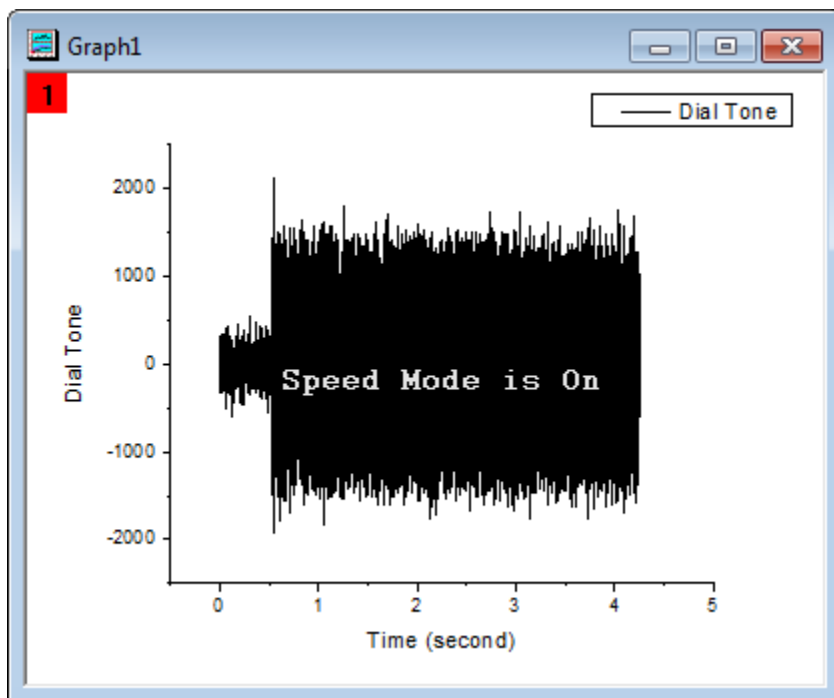 Graph1
1
Dial Tone
2000
1000
0
-1000
-2000
Dial Tone
Speed Mode is On
0 1 2 3 4 5
Time (second)